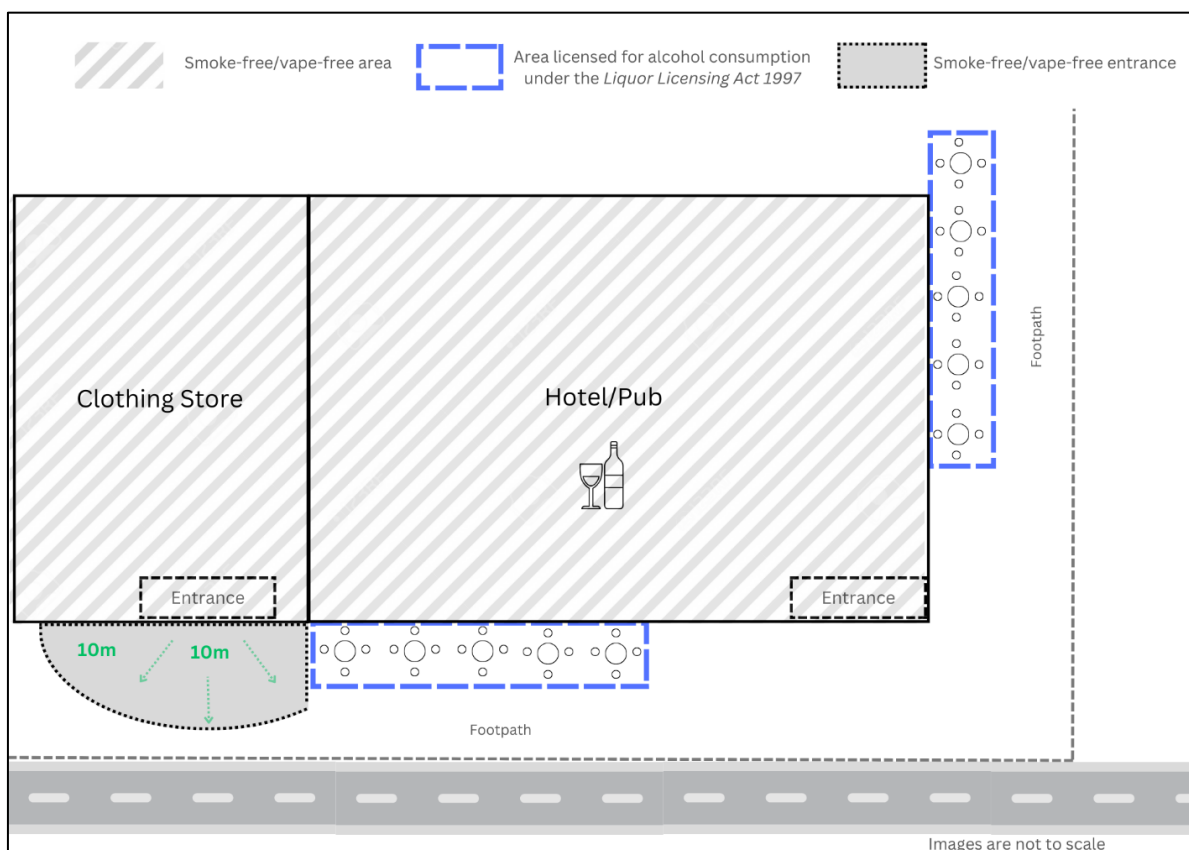 Smoke-free/vape-free area
Area licensed for alcohol consumption
under the Liquor Licensing Act 1997
Smoke-free/vape-free entrance
Footpath
Clothing Store
Hotel/Pub
Entrance
Entrance
10m
10m
Footpath
Images are not to scale